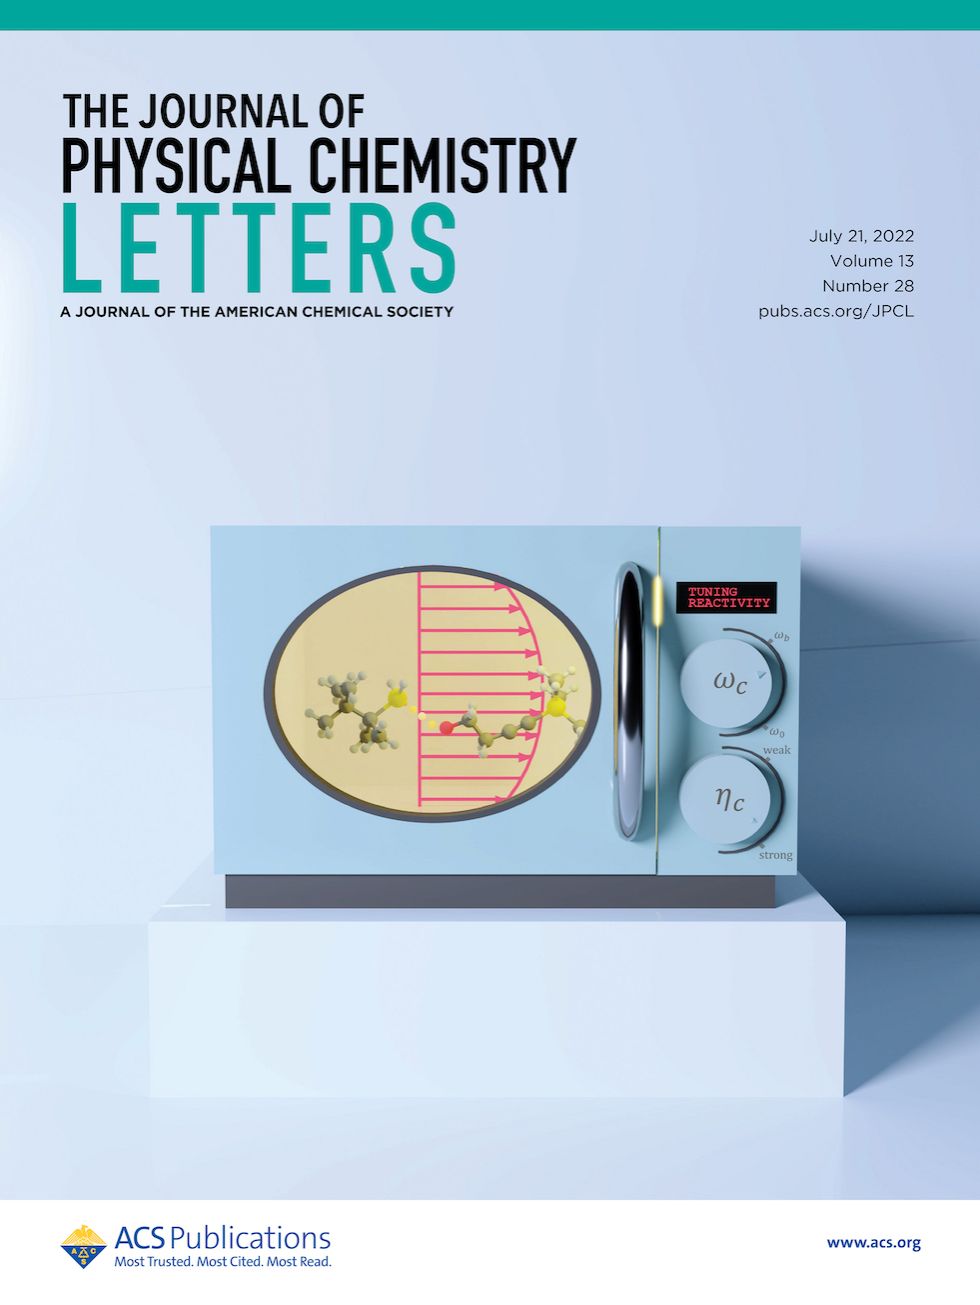 THE JOURNAL OF
PHYSICAL CHEMISTRY
LETTERS
A JOURNAL OF THE AMERICAN CHEMICAL SOCIETY
July 21, 2022
Volume 13
Number 28
pubs.acs.org/JPCL
TUNING
REACTIVITY
ω_b
ω_c
ω_0
weak
η_c
strong
A C S
S
ACS Publications
Most Trusted. Most Cited. Most Read.
www.acs.org